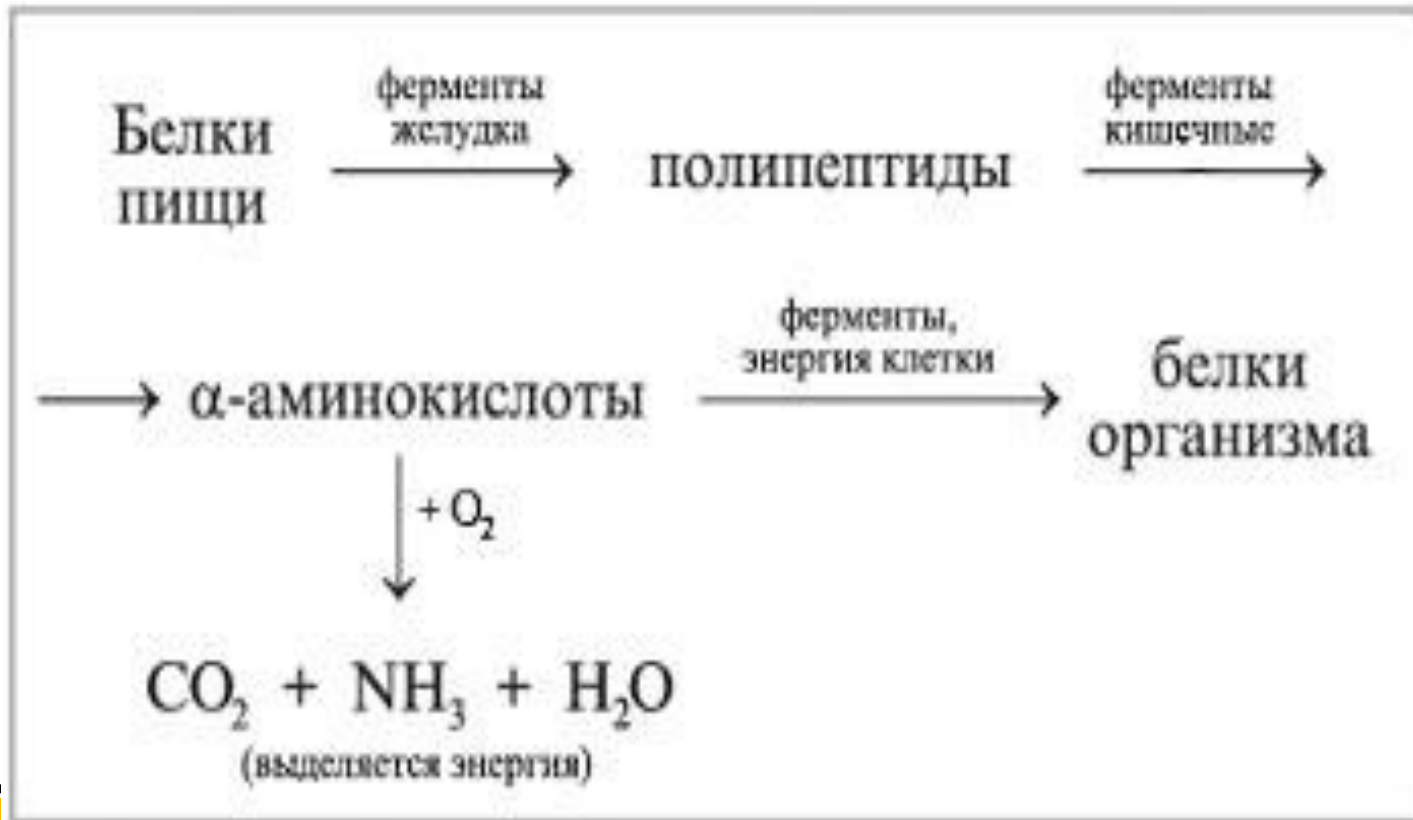 Белки
пищи
ферменты
желудка
полипептиды
ферменты
кишечные
α-аминокислоты
ферменты,
энергия клетки
белки
организма
+ O₂
CO₂ + NH₃ + H₂O
(выделяется энергия)